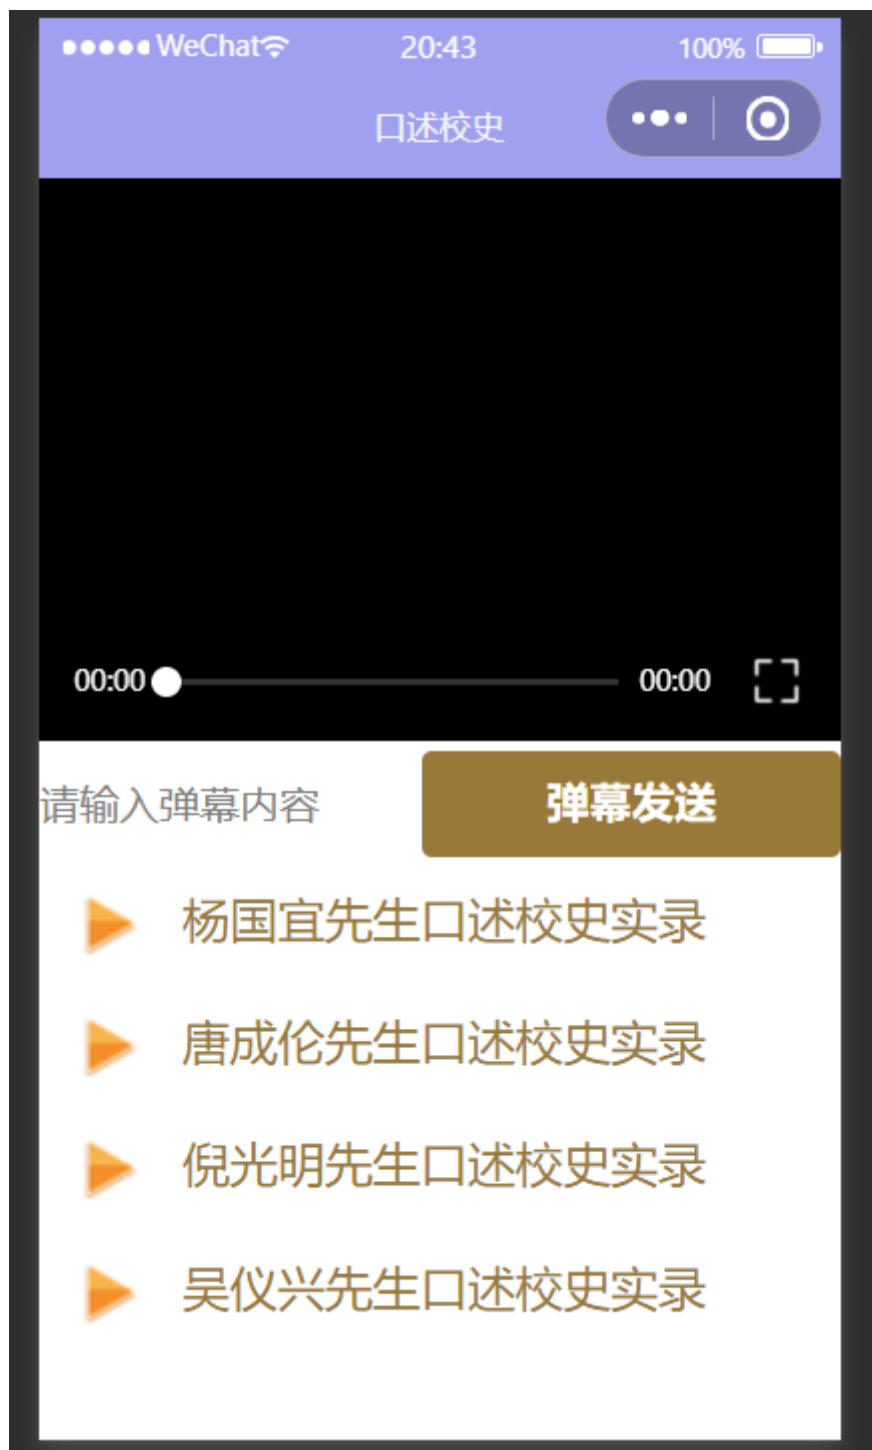 WeChat 20:43 100%
口述校史
00:00 00:00
请输入弹幕内容 弹幕发送
杨国宜先生口述校史实录
唐成伦先生口述校史实录
倪光明先生口述校史实录
吴仪兴先生口述校史实录